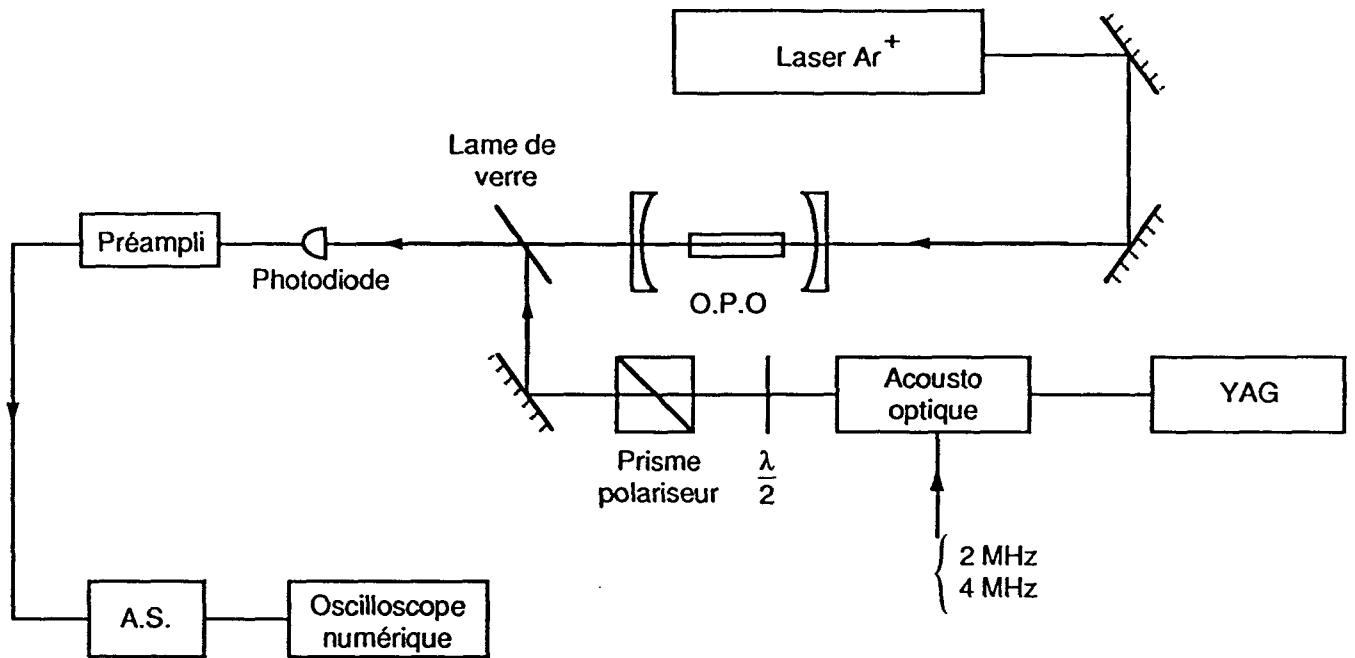 Laser Ar+
Lame de
verre
Préampli
Photodiode
O.P.O
Acousto
optique
YAG
Prisme
polariseur
λ
2
2 MHz
4 MHz
A.S.
Oscilloscope
numérique